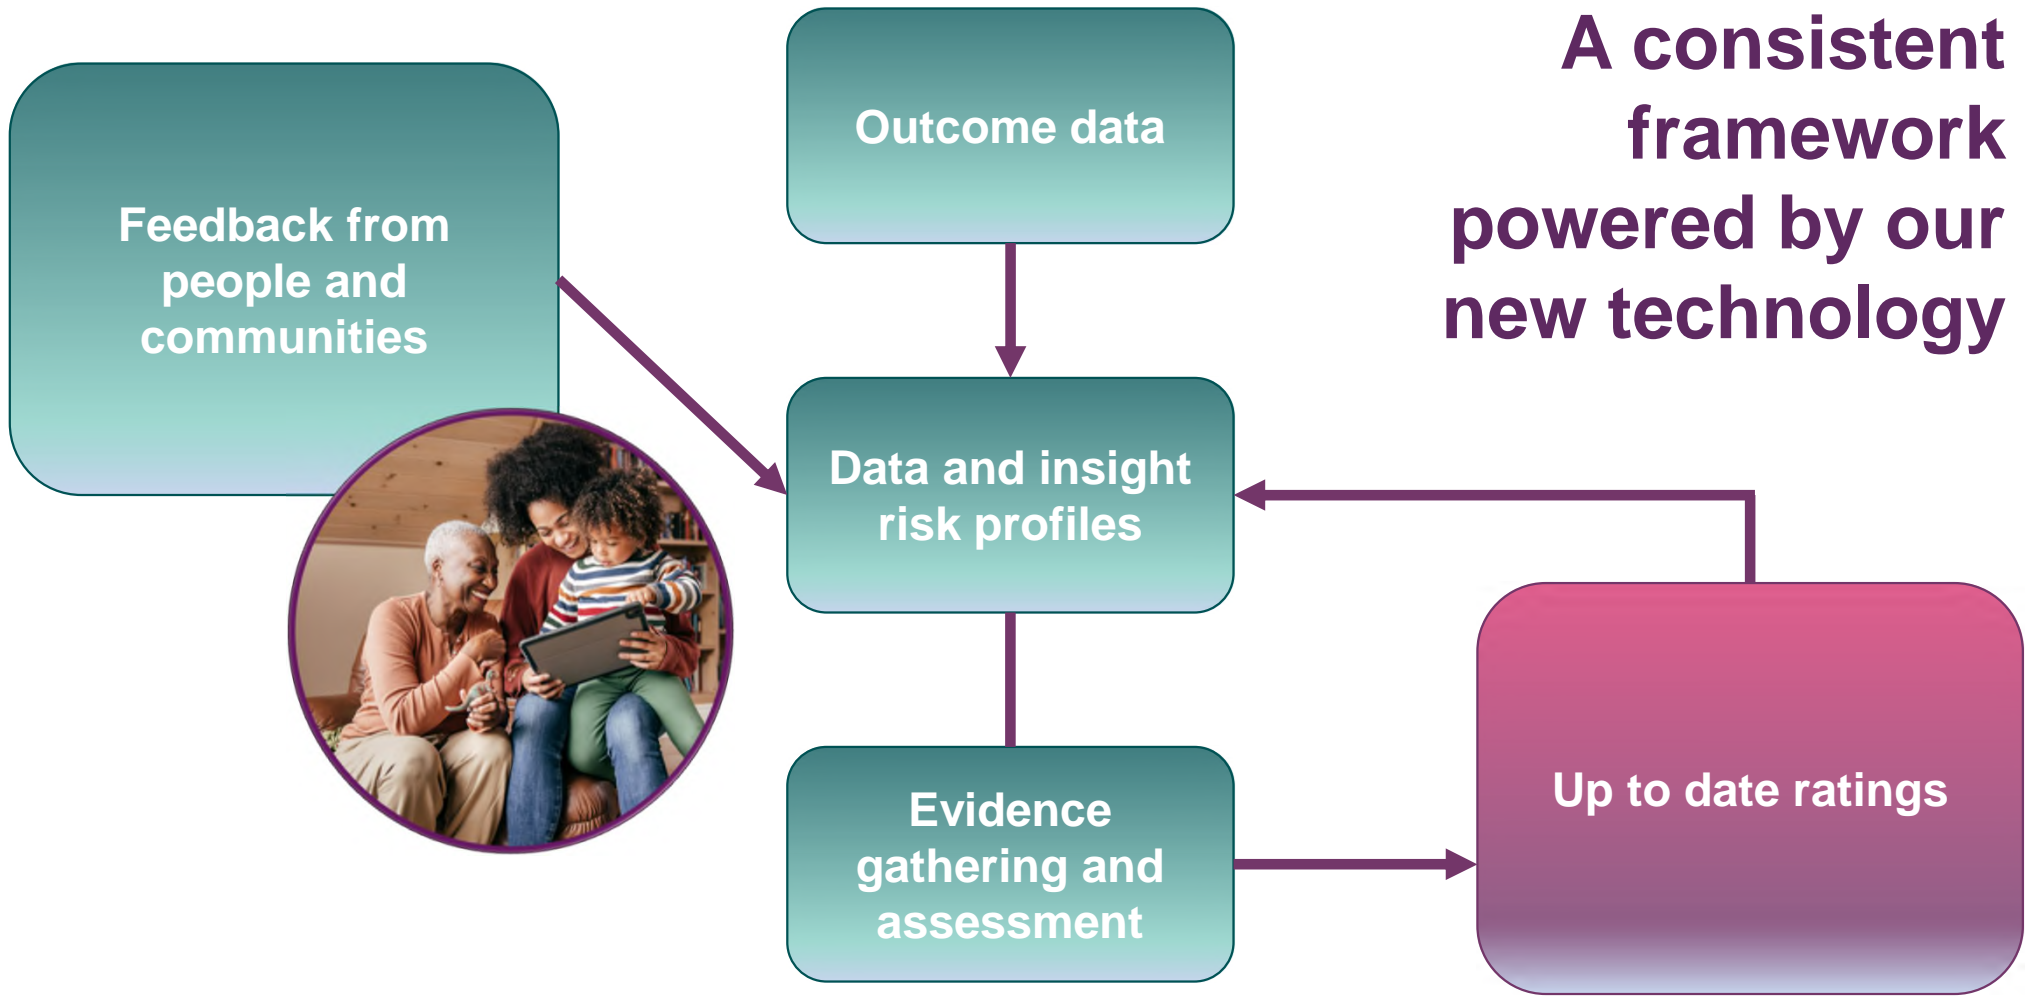 A consistent
framework
powered by our
new technology
Outcome data
Feedback from
people and
communities
Data and insight
risk profiles
Evidence
gathering and
assessment
Up to date ratings